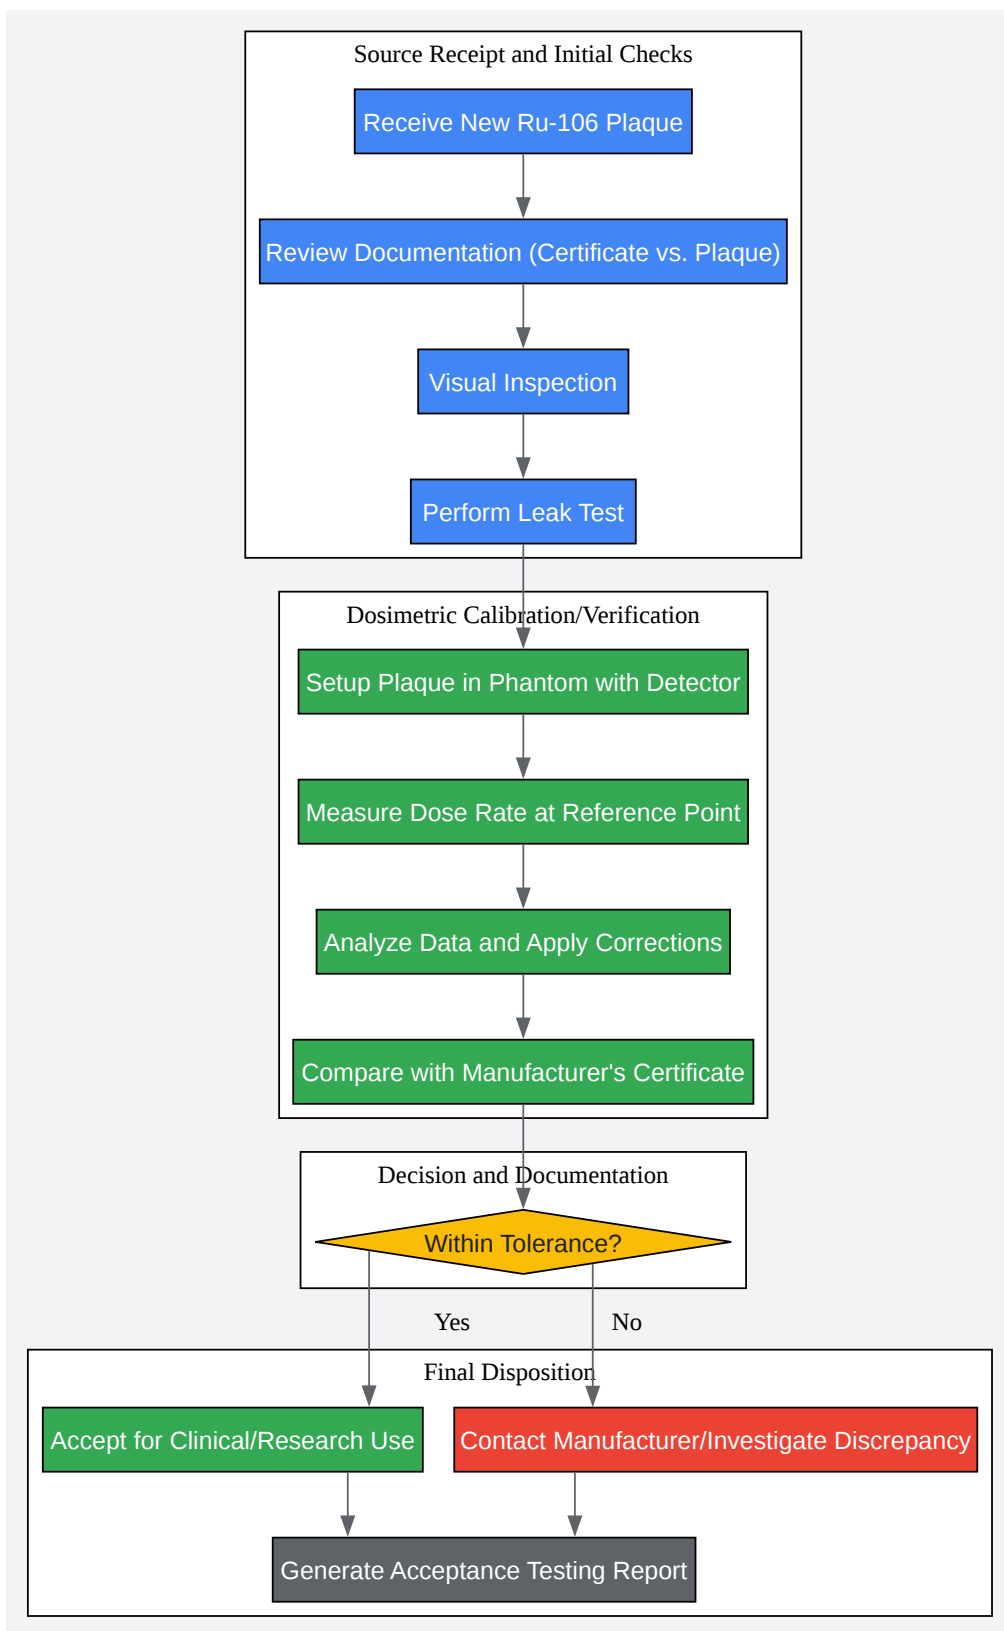 Source Receipt and Initial Checks
Receive New Ru-106 Plaque
Review Documentation (Certificate vs. Plaque)
Visual Inspection
Perform Leak Test
Dosimetric Calibration/Verification
Setup Plaque in Phantom with Detector
Measure Dose Rate at Reference Point
Analyze Data and Apply Corrections
Compare with Manufacturer's Certificate
Decision and Documentation
Within Tolerance?
Yes
No
Final Disposition
Accept for Clinical/Research Use
Contact Manufacturer/Investigate Discrepancy
Generate Acceptance Testing Report